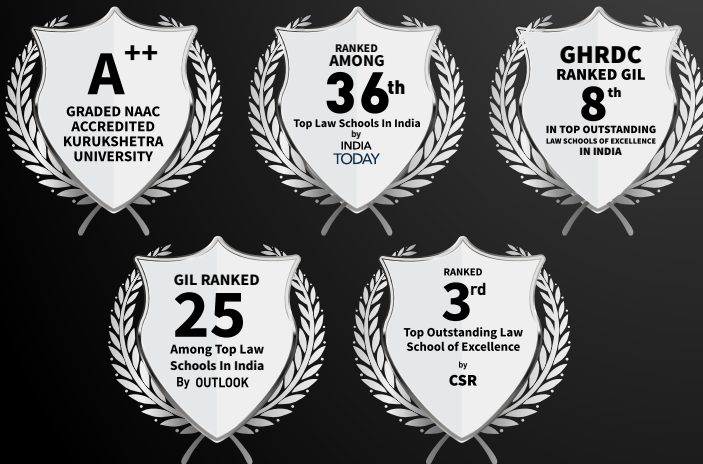 A++
GRADED NAAC
ACCREDITED
KURUKSHETRA
UNIVERSITY
RANKED
AMONG
36th
Top Law Schools In India
by
INDIA
TODAY
GHRDC
RANKED GIL
8th
IN TOP OUTSTANDING
LAW SCHOOLS OF EXCELLENCE
IN INDIA
GIL RANKED
25
Among Top Law
Schools In India
By OUTLOOK
RANKED
3rd
Top Outstanding Law
School of Excellence
by
CSR